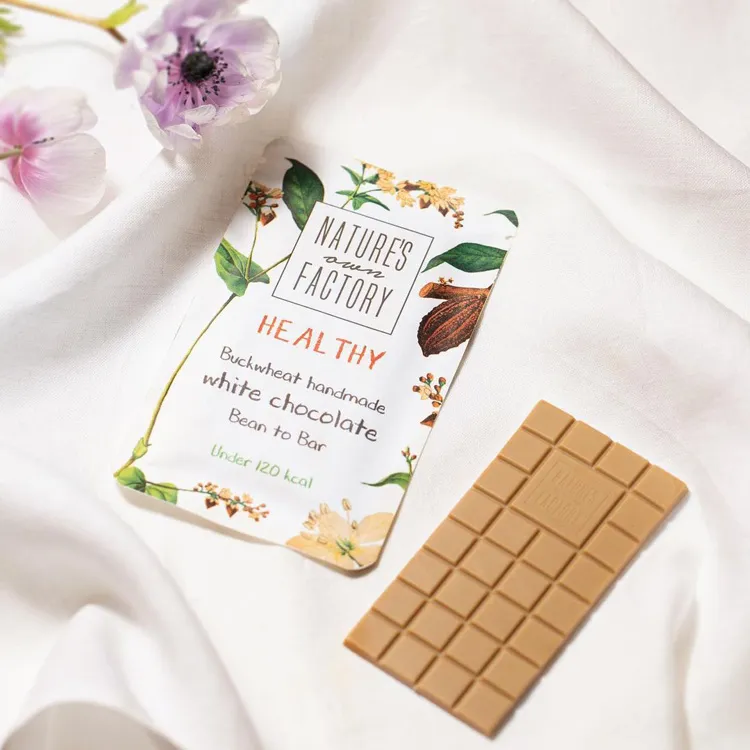 NATURE'S
own
FACTORY
HEALTHY
Buckwheat handmade
white chocolate
Bean to Bar
Under 120 kcal